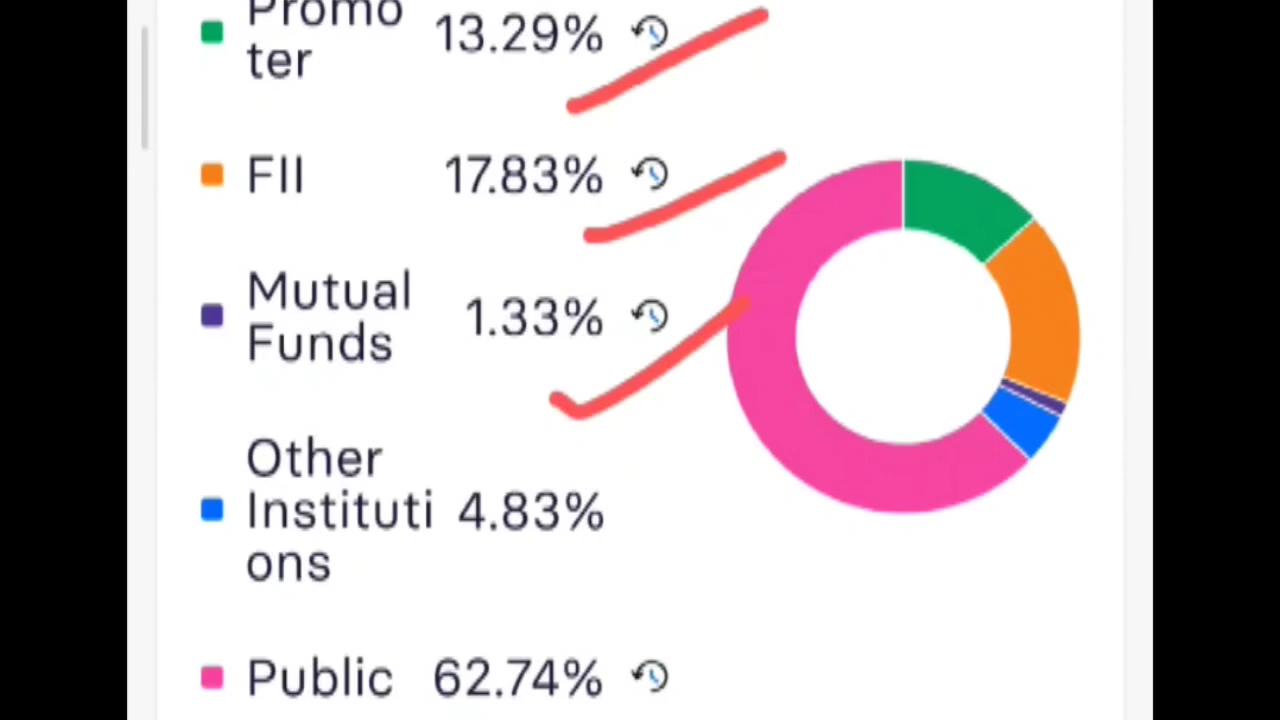 Promo
ter 13.29%
FII 17.83%
Mutual
Funds 1.33%
Other
Instituti
ons 4.83%
Public 62.74%